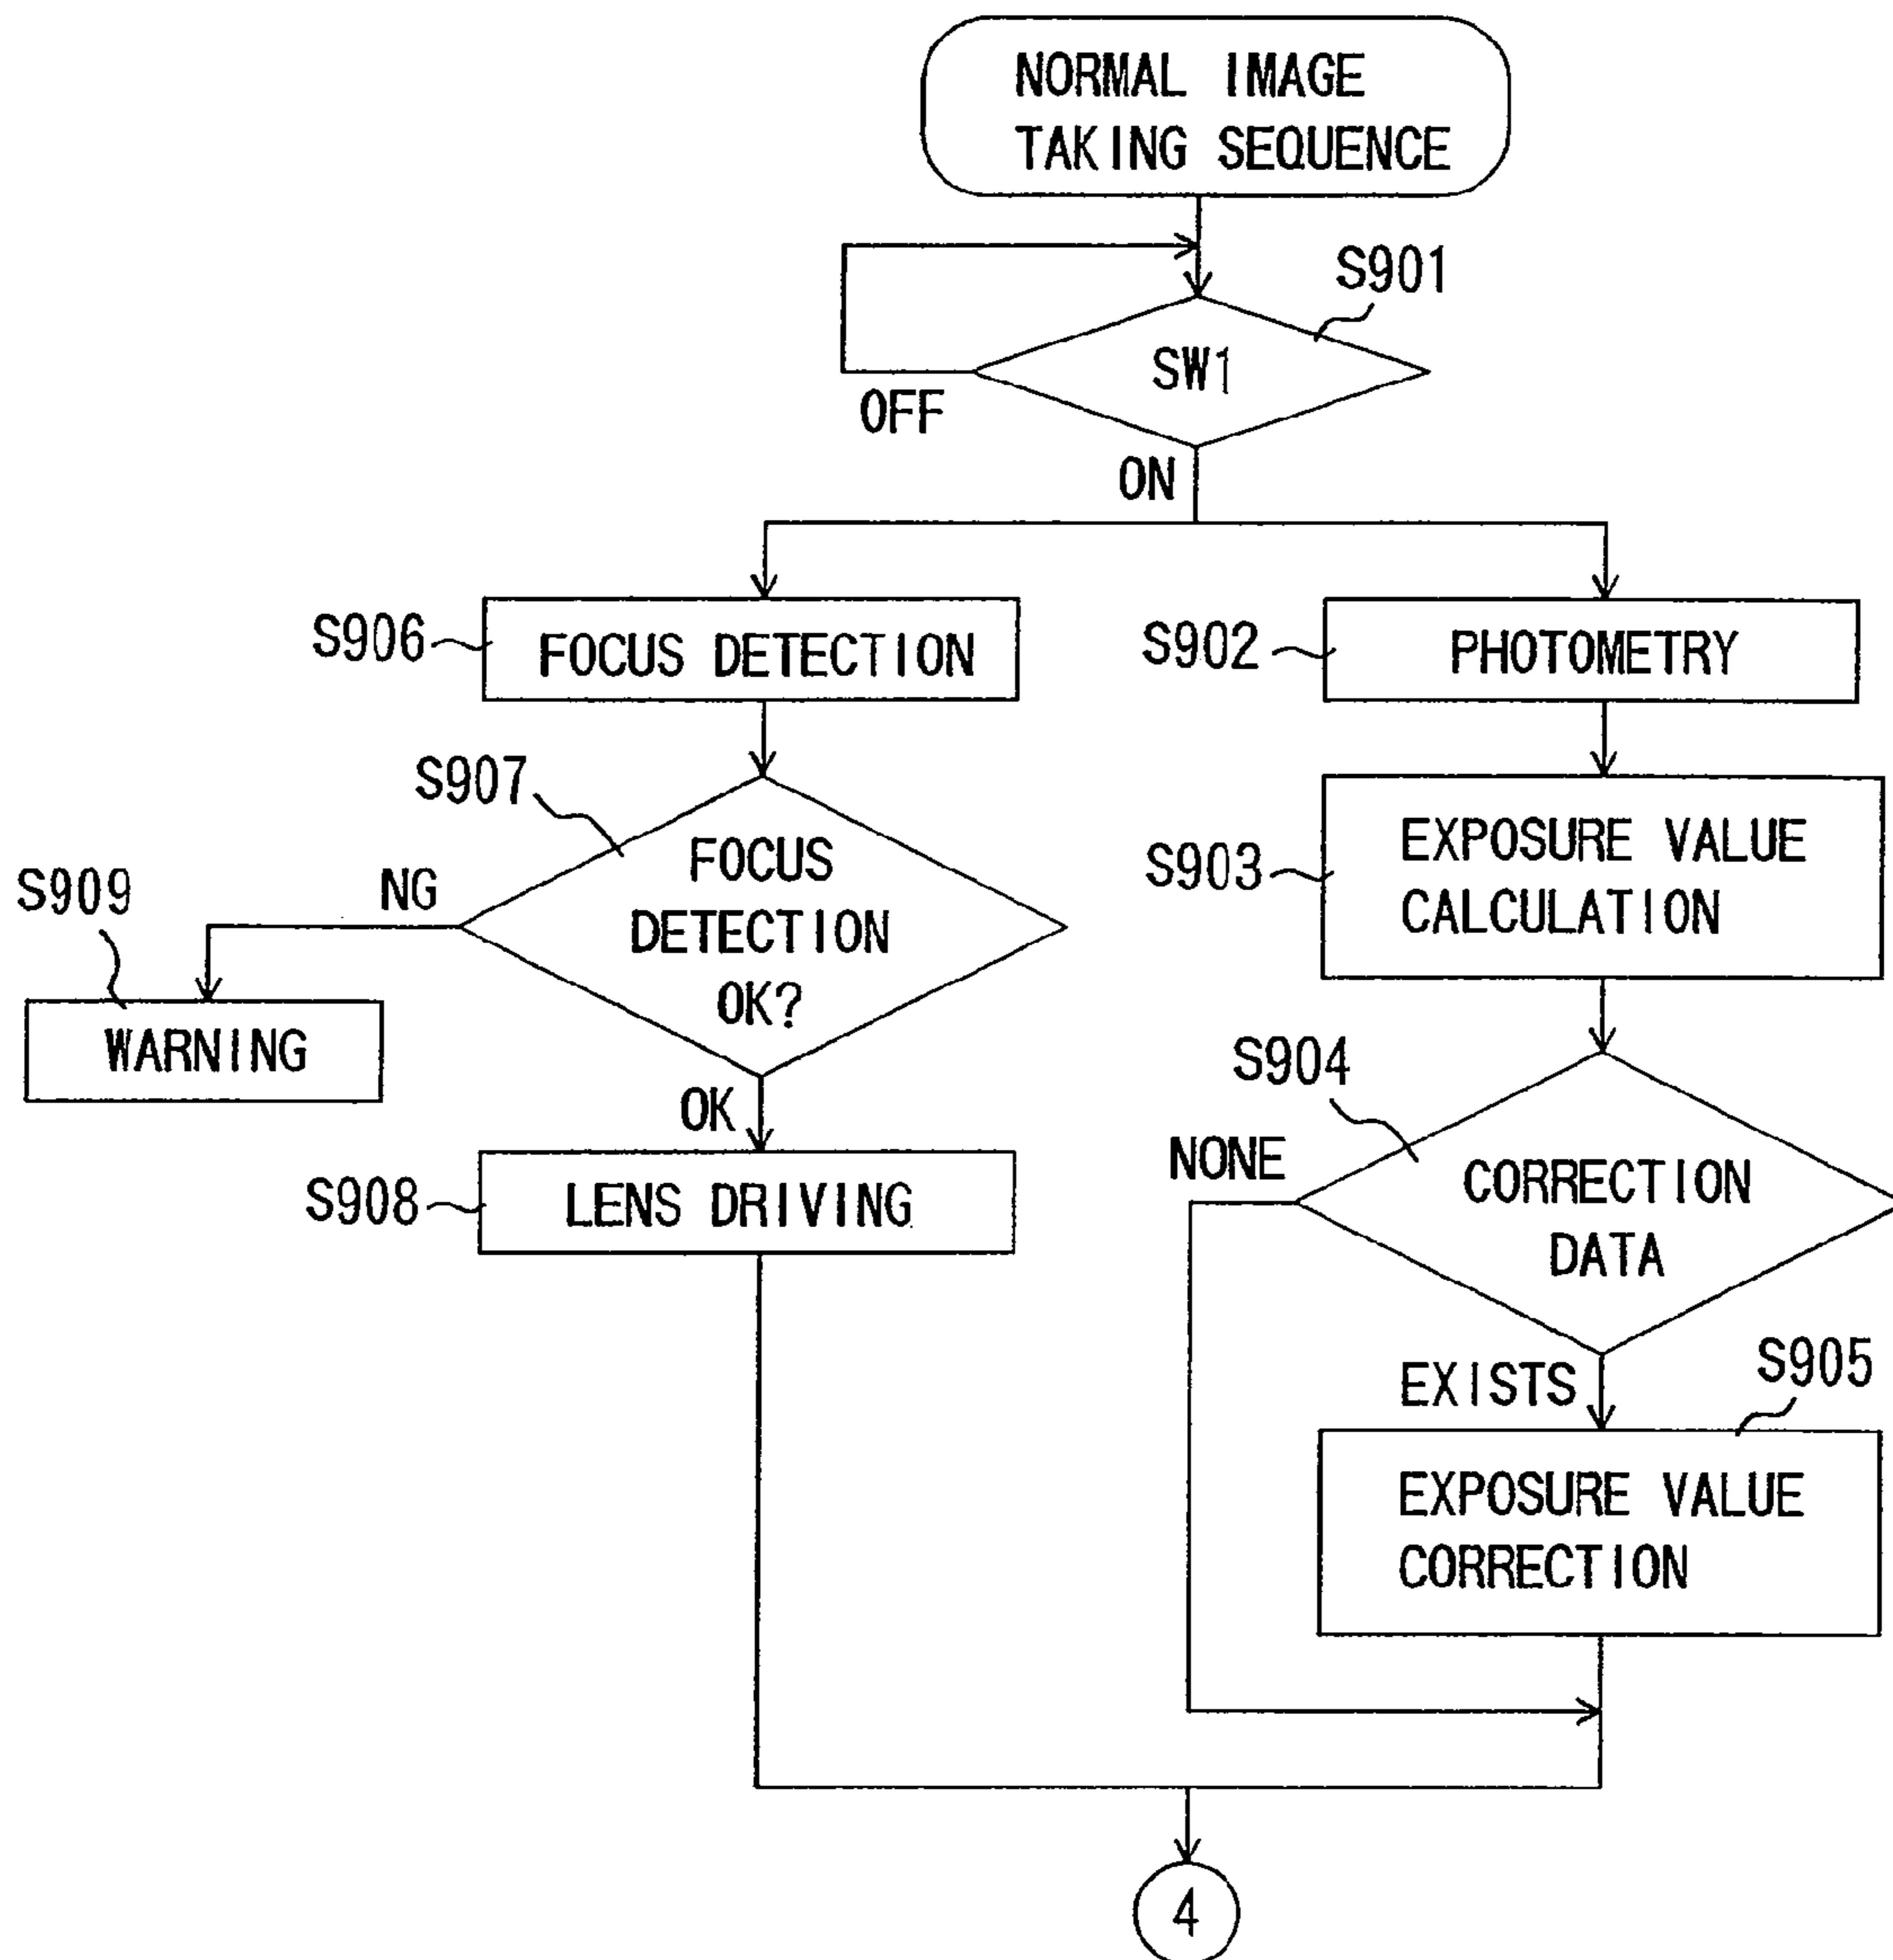 NORMAL IMAGE
TAKING SEQUENCE
S901
SW1
OFF
ON
S906
FOCUS DETECTION
S902
PHOTOMETRY
S907
FOCUS
DETECTION
OK?
S903
EXPOSURE VALUE
CALCULATION
S909
NG
WARNING
OK
S904
NONE
CORRECTION
DATA
S908
LENS DRIVING
EXISTS
S905
EXPOSURE VALUE
CORRECTION
4